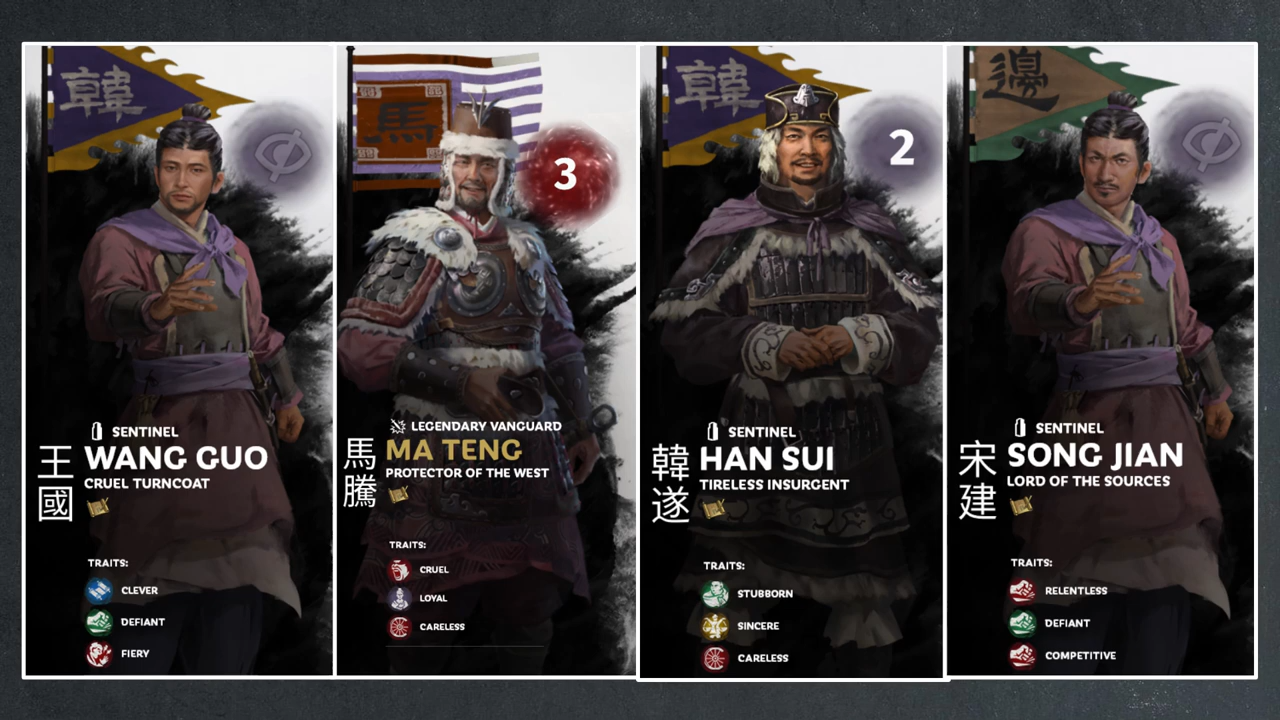 韓
SENTINEL
王國
WANG GUO
CRUEL TURNCOAT
TRAITS:
CLEVER
DEFIANT
FIERY
馬
3
LEGENDARY VANGUARD
馬騰
MA TENG
PROTECTOR OF THE WEST
TRAITS:
CRUEL
LOYAL
CARELESS
韓
2
SENTINEL
韓遂
HAN SUI
TIRELESS INSURGENT
TRAITS:
STUBBORN
SINCERE
CARELESS
邊
SENTINEL
宋建
SONG JIAN
LORD OF THE SOURCES
TRAITS:
RELENTLESS
DEFIANT
COMPETITIVE